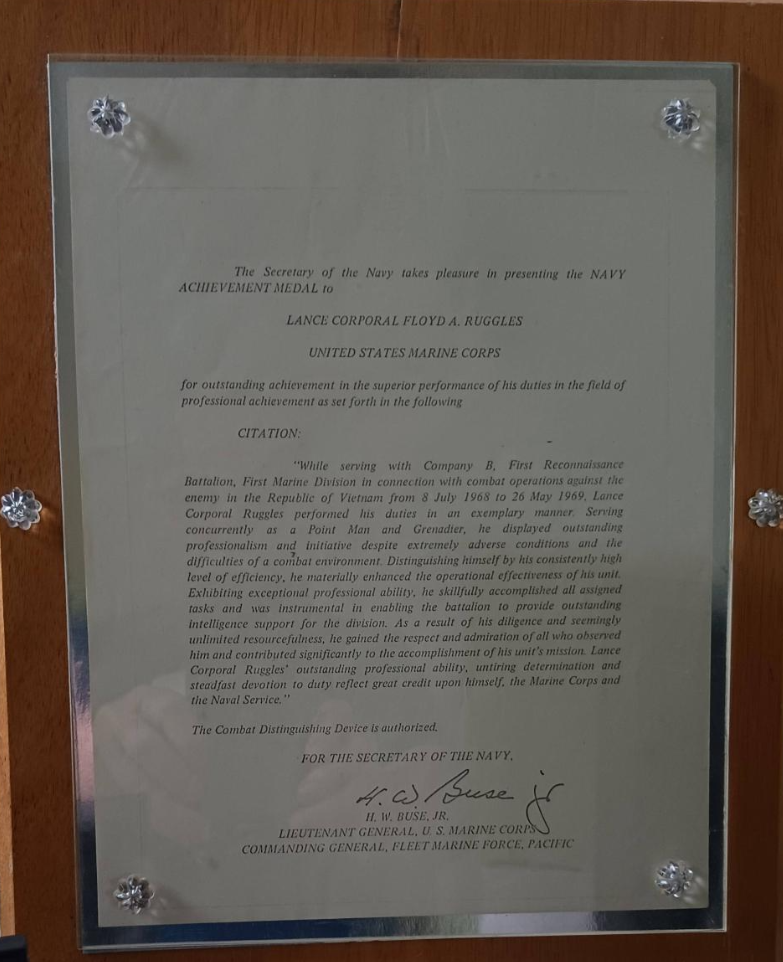 The Secretary of the Navy takes pleasure in presenting the NAVY
ACHIEVEMENT MEDAL to
LANCE CORPORAL FLOYD A. RUGGLES
UNITED STATES MARINE CORPS
for outstanding achievement in the superior performance of his duties in the field of
professional achievement as set forth in the following
CITATION:
"While serving with Company B, First Reconnaissance
Battalion, First Marine Division in connection with combat operations against the
enemy in the Republic of Vietnam from 8 July 1968 to 26 May 1969, Lance
Corporal Ruggles performed his duties in an exemplary manner. Serving
concurrently as a Point Man and Grenadier, he displayed outstanding
professionalism and initiative despite extremely adverse conditions and the
difficulties of a combat environment. Distinguishing himself by his consistently high
level of efficiency, he materially enhanced the operational effectiveness of his unit.
Exhibiting exceptional professional ability, he skillfully accomplished all assigned
tasks and was instrumental in enabling the battalion to provide outstanding
intelligence support for the division. As a result of his diligence and seemingly
unlimited resourcefulness, he gained the respect and admiration of all who observed
him and contributed significantly to the accomplishment of his unit's mission. Lance
Corporal Ruggles' outstanding professional ability, untiring determination and
steadfast devotion to duty reflect great credit upon himself, the Marine Corps and
the Naval Service."
The Combat Distinguishing Device is authorized.
FOR THE SECRETARY OF THE NAVY,
H. W. Buse jr
H. W. BUSE, JR.
LIEUTENANT GENERAL, U. S. MARINE CORPS
COMMANDING GENERAL, FLEET MARINE FORCE, PACIFIC